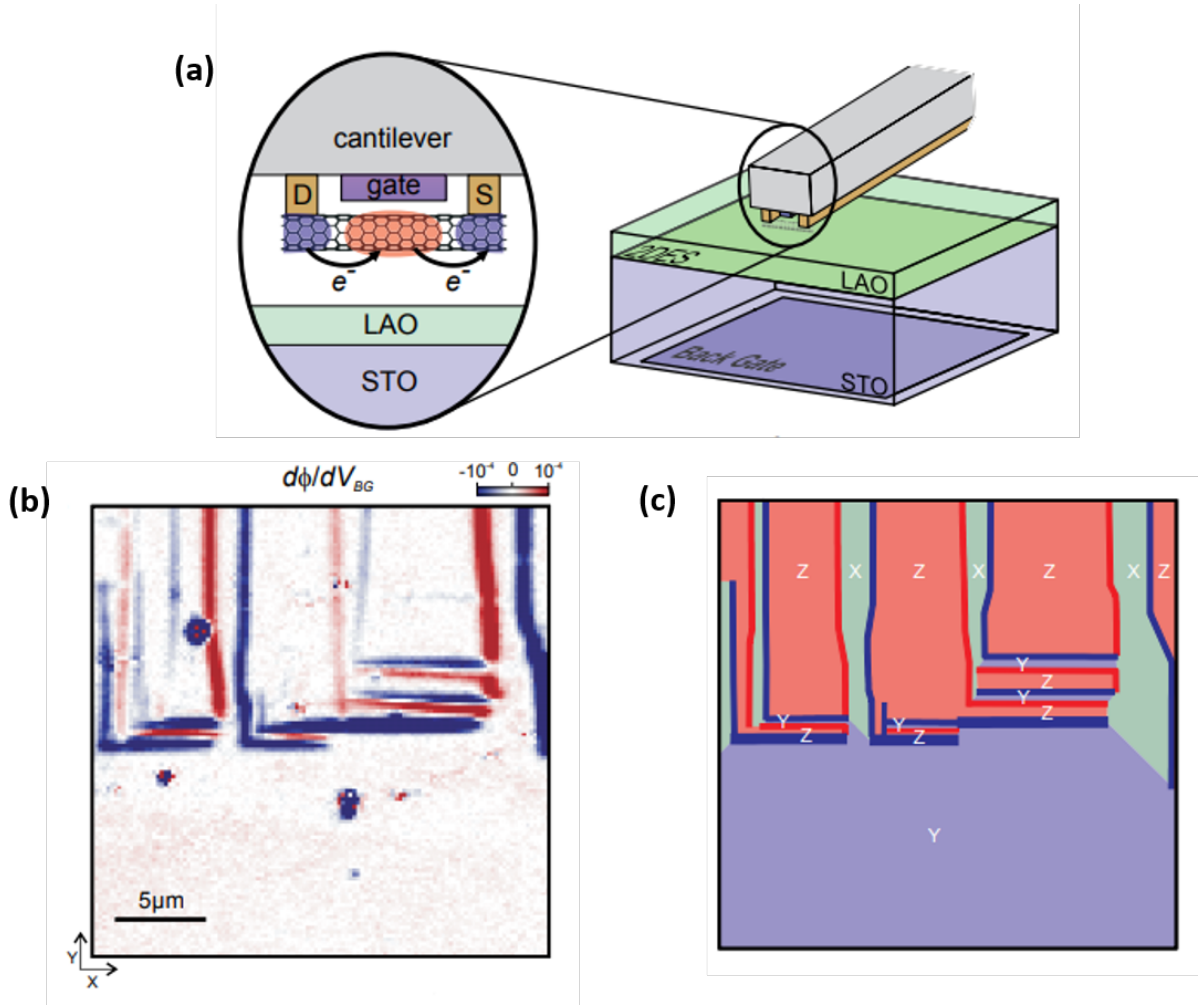 (a)
cantilever
D
gate
S
e-
e-
LAO
STO
2DES
LAO
Back Gate
STO
(b)
dϕ/dV_BG
-10⁻⁴ 0 10⁻⁴
5µm
Y
X
(c)
Z X Z X Z X Z
Y
Z
Y
Z
Y
Z
Y
Z
Y